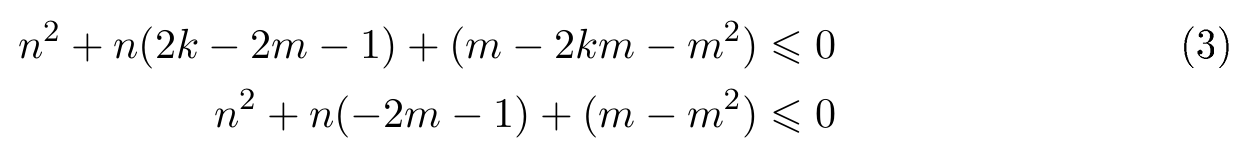 n² + n(2k − 2m − 1) + (m − 2km − m²) ⩽ 0 (3)
n² + n(−2m − 1) + (m − m²) ⩽ 0